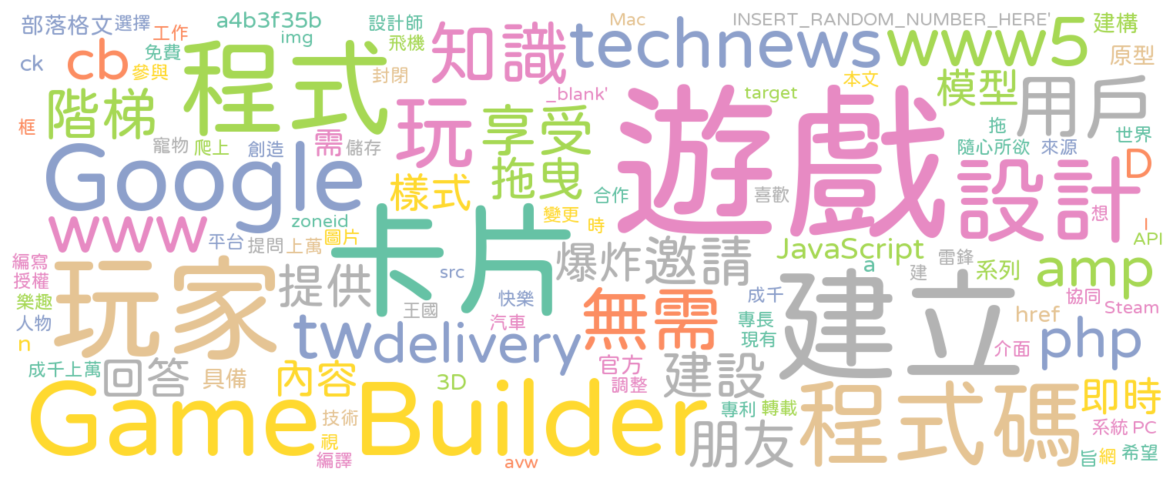 部落格文 選擇 a4b3f35b 設計師 Mac INSERT_RANDOM_NUMBER_HERE' 建構
工作 img 飛機 知識 technews www5 原型
ck cb 免費 參與 程式 封閉 本文 模型 用戶
框 階梯 _blank' target 拖 世界
寵物 爬上 創造 需 儲存 玩 享受 遊戲 隨心所欲 來源 D
Google 樣式 拖曳 合作 喜歡 設計 想
www zoneid 卡片 變更 時 I
平台 提問 上萬 圖片 爆炸 邀請 JavaScript 雷鋒 API
編寫 授權 玩家 提供 src a 建 系列 amp
樂趣 王國 快樂 無需 成千 建立 協同
人物 tw delivery 汽車 專長 href Steam
n 現有 介面 php
成千上萬 回答 具備 內容 3D 官方 調整 建設 即時
Game Builder 技術 專利 轉載 程式碼 系統 PC
視 朋友 希望
編譯 avw 旨 網